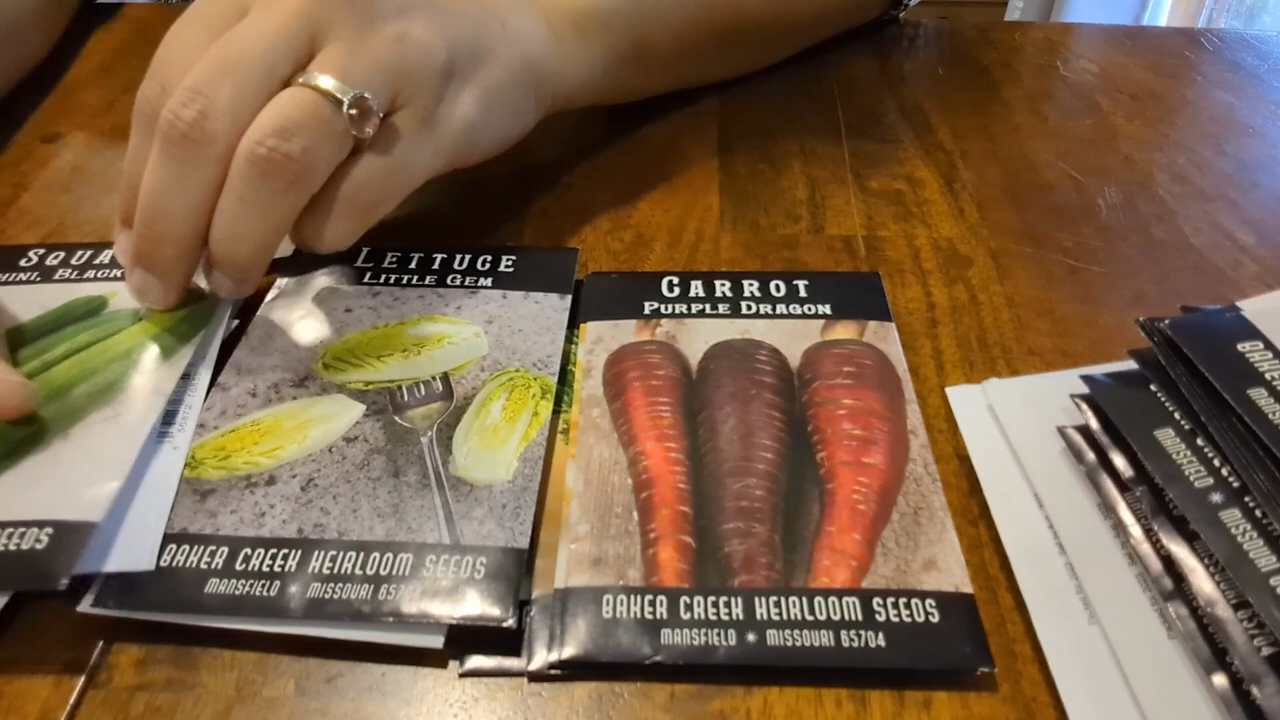 SQUA
HINI, BLACK
EEDS
LETTUCE
LITTLE GEM
BAKER CREEK HEIRLOOM SEEDS
MANSFIELD * MISSOURI 6570
CARROT
PURPLE DRAGON
BAKER CREEK HEIRLOOM SEEDS
MANSFIELD * MISSOURI 65704
MANSFIELD * MISSOURI